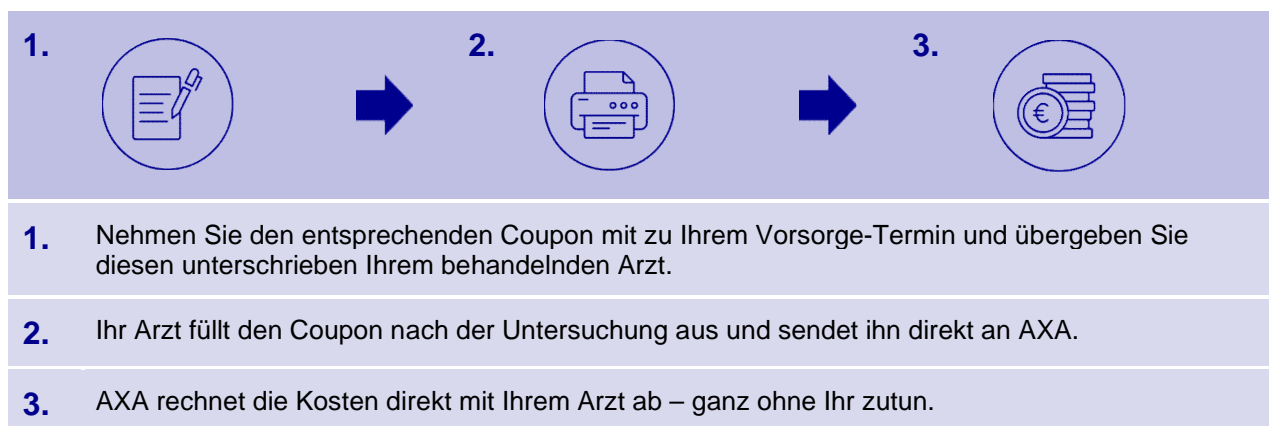 1. 2. 3.
€
1. Nehmen Sie den entsprechenden Coupon mit zu Ihrem Vorsorge-Termin und übergeben Sie
diesen unterschrieben Ihrem behandelnden Arzt.
2. Ihr Arzt füllt den Coupon nach der Untersuchung aus und sendet ihn direkt an AXA.
3. AXA rechnet die Kosten direkt mit Ihrem Arzt ab – ganz ohne Ihr zutun.